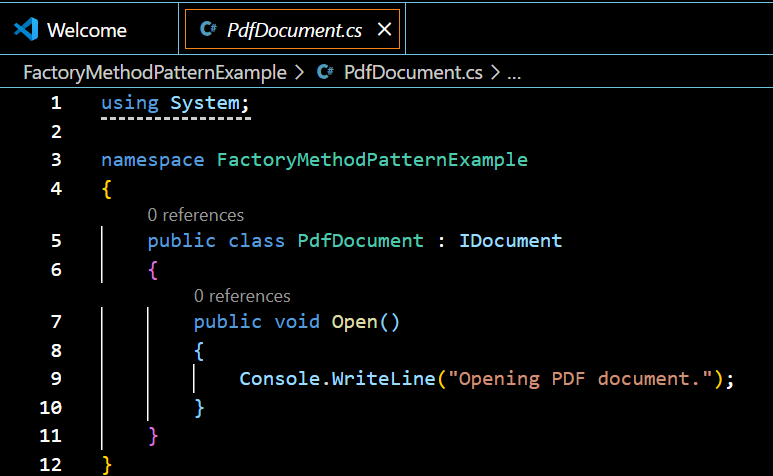 Welcome
C# PdfDocument.cs ×
FactoryMethodPatternExample > C# PdfDocument.cs > ...
1 using System;
2
3 namespace FactoryMethodPatternExample
4 {
0 references
5 public class PdfDocument : IDocument
6 {
0 references
7 public void Open()
8 {
9 Console.WriteLine("Opening PDF document.");
10 }
11 }
12 }